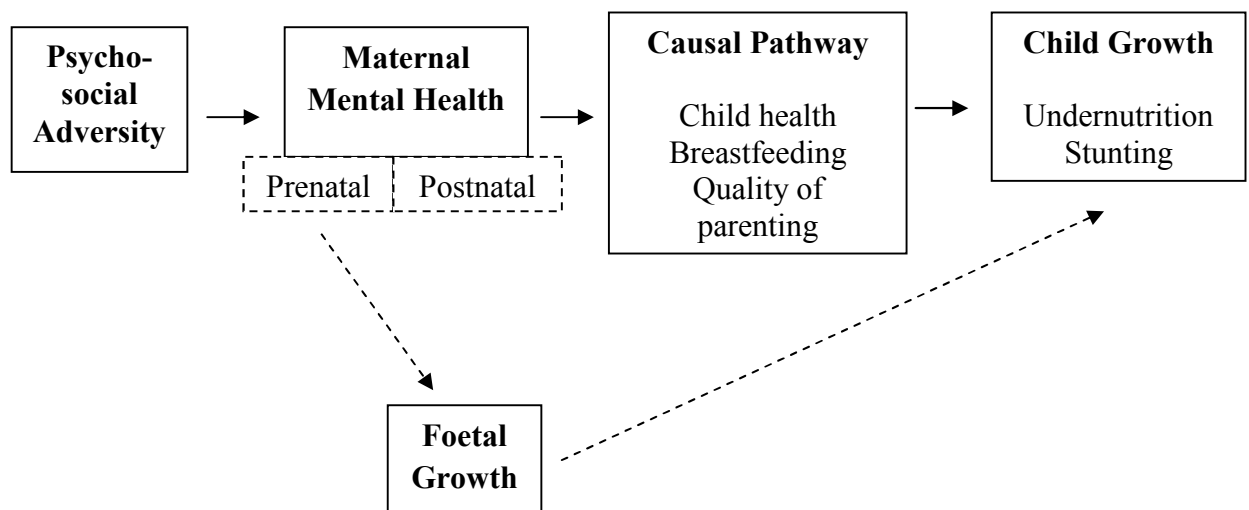 Psycho-
social
Adversity
Maternal
Mental Health
Prenatal
Postnatal
Causal Pathway
Child health
Breastfeeding
Quality of
parenting
Child Growth
Undernutrition
Stunting
Foetal
Growth